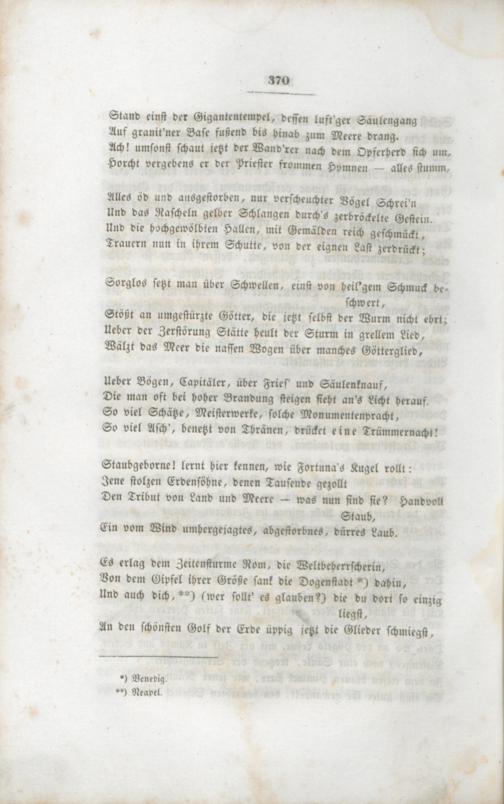 370
Stand einst der Gigantentempel, dessen luft'ger Säulengang
Auf granit'ner Base fußend bis hinab zum Meere drang.
Ach! umsonst schaut jetzt der Wand'rer nach dem Opferherd sich um,
Horcht vergebens er der Priester frommen Hymnen — alles stumm,
Alles öd und ausgestorben, nur verscheuchter Vögel Schrei'n
Und das Rascheln gelber Schlangen durch's zerbröckelte Gestein.
Und die hochgewölbten Hallen, mit Gemälden reich geschmückt,
Trauern nun in ihrem Schutte, von der eignen Last zerdrückt;
Sorglos setzt man über Schwellen, einst von heil'gem Schmuck be-
schwert,
Stößt an umgestürzte Götter, die jetzt selbst der Wurm nicht ehrt;
Ueber der Zerstörung Stätte heult der Sturm in grellem Lied,
Wälzt das Meer die nassen Wogen über manches Götterglied,
Ueber Bögen, Capitäler, über Fries' und Säulenknauf,
Die man oft bei hoher Brandung steigen sieht an's Licht herauf.
So viel Schätze, Meisterwerke, solche Monumentenpracht,
So viel Asch', benetzt von Thränen, drücket eine Trümmernacht!
Staubgeborne! lernt hier kennen, wie Fortuna's Kugel rollt:
Jene stolzen Erdensöhne, denen Tausende gezollt
Den Tribut von Land und Meere — was nun sind sie? Handvoll
Staub,
Ein vom Wind umhergejagtes, abgestorbnes, dürres Laub.
Es erlag dem Zeitensturme Rom, die Weltbeherrscherin,
Von dem Gipfel ihrer Größe sank die Dogenstadt *) dahin,
Und auch dich, **) (wer sollt' es glauben?) die du dort so einzig
liegst,
An den schönsten Golf der Erde üppig jetzt die Glieder schmiegst,
*) Venedig.
**) Neapel.